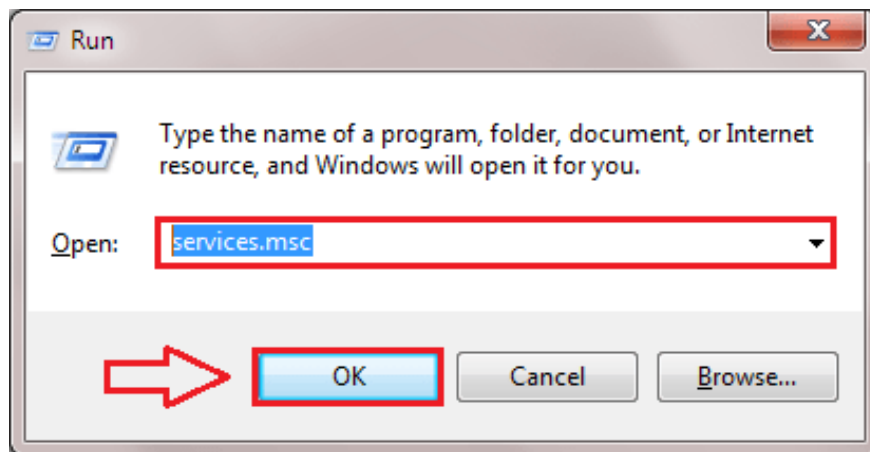 Run
Type the name of a program, folder, document, or Internet
resource, and Windows will open it for you.
Open: services.msc
OK Cancel Browse...